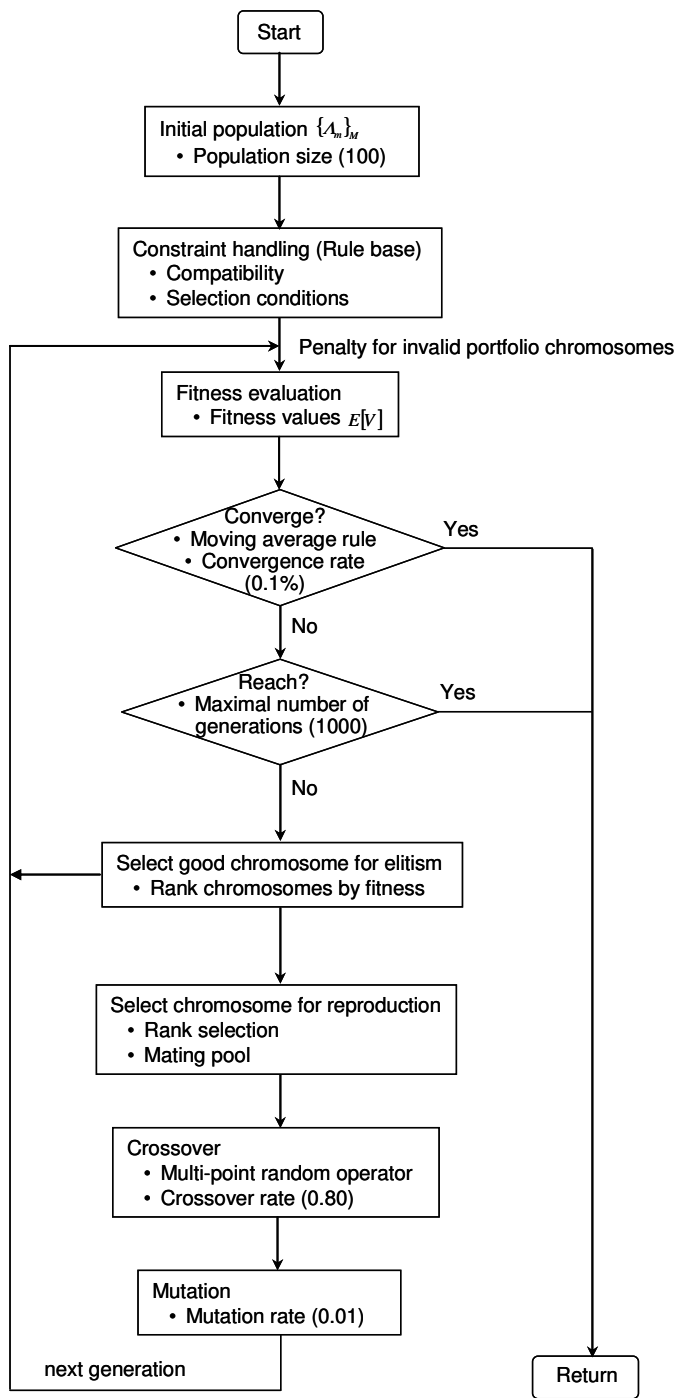 Start
Initial population {Λₘ}_M
• Population size (100)
Constraint handling (Rule base)
• Compatibility
• Selection conditions
Penalty for invalid portfolio chromosomes
Fitness evaluation
• Fitness values E[V]
Converge?
• Moving average rule
• Convergence rate
(0.1%)
Yes
No
Reach?
• Maximal number of
generations (1000)
Yes
No
Select good chromosome for elitism
• Rank chromosomes by fitness
Select chromosome for reproduction
• Rank selection
• Mating pool
Crossover
• Multi-point random operator
• Crossover rate (0.80)
Mutation
• Mutation rate (0.01)
next generation
Return